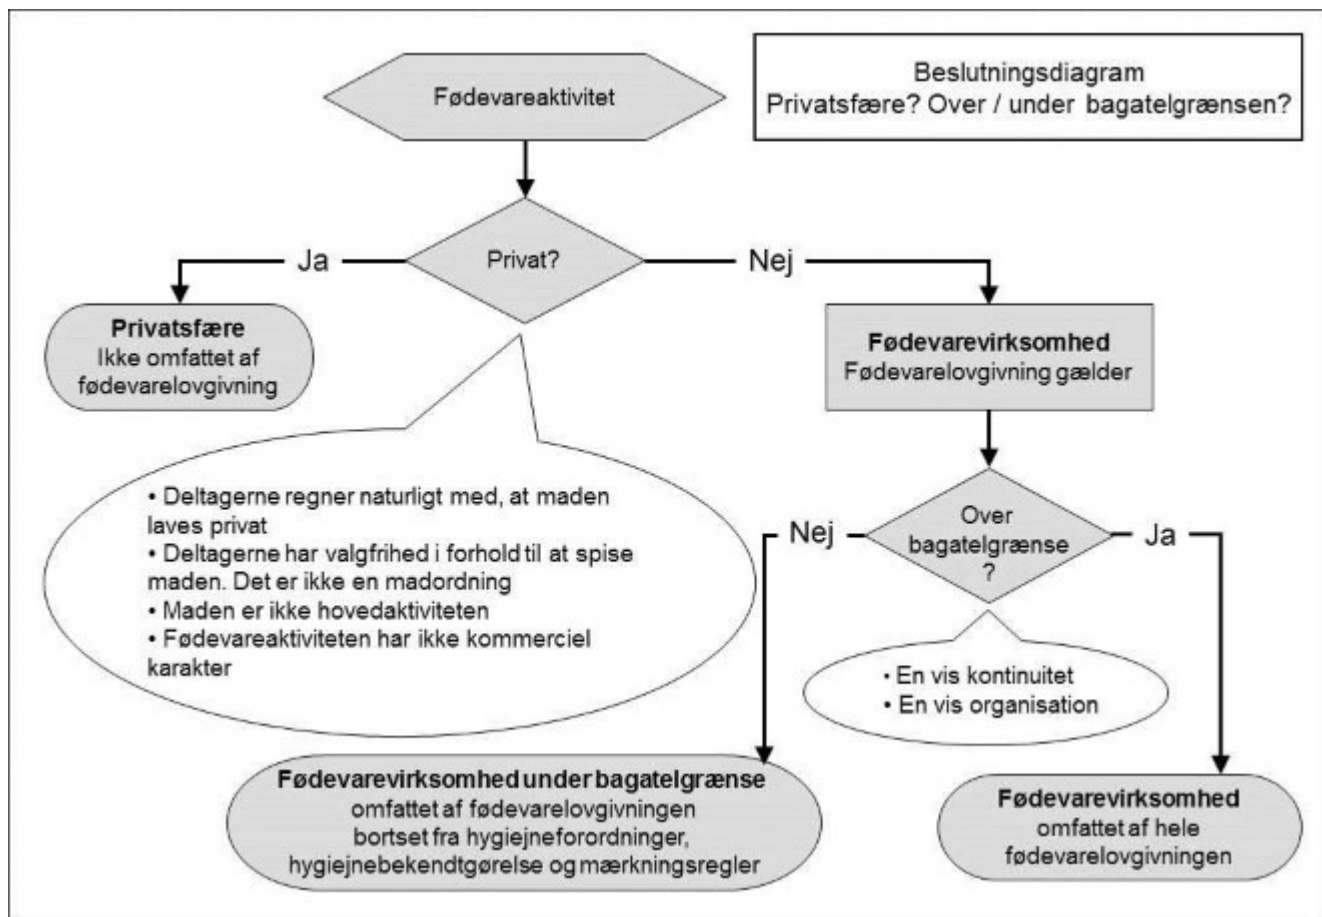 Fødevareaktivitet
Beslutningsdiagram
Privatsfære? Over / under bagatelgrænsen?
Ja
Privat?
Nej
Privatsfære
Ikke omfattet af
fødevarelovgivning
Fødevarevirksomhed
Fødevarelovgivning gælder
• Deltagerne regner naturligt med, at maden
laves privat
• Deltagerne har valgfrihed i forhold til at spise
maden. Det er ikke en madordning
• Maden er ikke hovedaktiviteten
• Fødevareaktiviteten har ikke kommerciel
karakter
Nej
Over
bagatelgrænse
?
Ja
• En vis kontinuitet
• En vis organisation
Fødevarevirksomhed under bagatelgrænse
omfattet af fødevarelovgivningen
bortset fra hygiejneforordninger,
hygiejnebekendtgørelse og mærkningsregler
Fødevarevirksomhed
omfattet af hele
fødevarelovgivningen